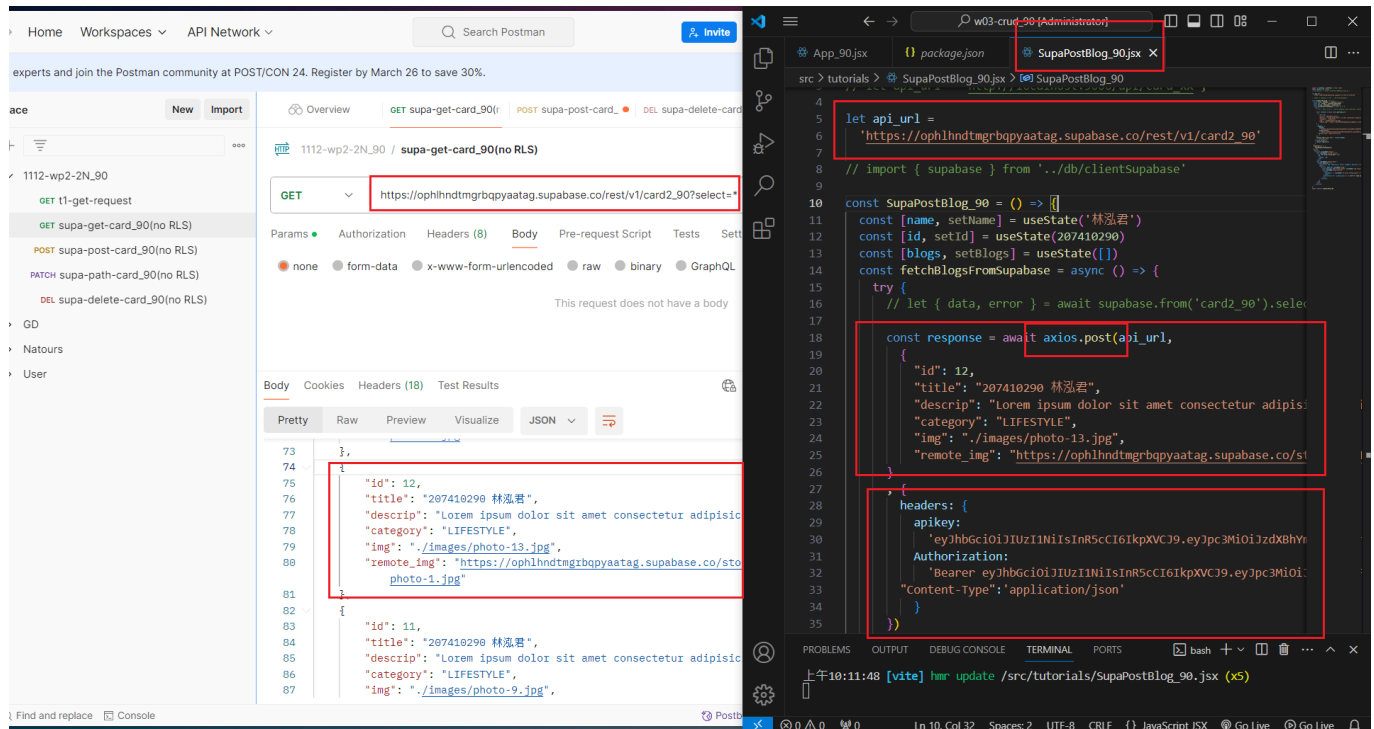 Home Workspaces API Network Search Postman Invite
experts and join the Postman community at POST/CON 24. Register by March 26 to save 30%.
ace New Import
1112-wp2-2N_90
GET t1-get-request
GET supa-get-card_90(no RLS)
POST supa-post-card_90(no RLS)
PATCH supa-path-card_90(no RLS)
DEL supa-delete-card_90(no RLS)
GD
Natours
User
Find and replace Console
Overview GET supa-get-card_90(r POST supa-post-card_ DEL supa-delete-card
HTTP 1112-wp2-2N_90 / supa-get-card_90(no RLS)
GET https://ophlhndtmgrbqpyaatag.supabase.co/rest/v1/card2_90?select=*
Params Authorization Headers (8) Body Pre-request Script Tests Sett
none form-data x-www-form-urlencoded raw binary GraphQL
This request does not have a body
Body Cookies Headers (18) Test Results
Pretty Raw Preview Visualize JSON
73 },
74 {
75 "id": 12,
76 "title": "207410290 林泓君",
77 "descrip": "Lorem ipsum dolor sit amet consectetur adipisic
78 "category": "LIFESTYLE",
79 "img": "./images/photo-13.jpg",
80 "remote_img": "https://ophlhndtmgrbqpyaatag.supabase.co/sto
photo-1.jpg"
81 },
82 {
83 "id": 11,
84 "title": "207410290 林泓君",
85 "descrip": "Lorem ipsum dolor sit amet consectetur adipisic
86 "category": "LIFESTYLE",
87 "img": "./images/photo-9.jpg",
Postb
w03-crud_90 [Administrator]
App_90.jsx {} package.json SupaPostBlog_90.jsx
src > tutorials > SupaPostBlog_90.jsx > SupaPostBlog_90
4
5 let api_url =
6 'https://ophlhndtmgrbqpyaatag.supabase.co/rest/v1/card2_90'
7
8 // import { supabase } from '../db/clientSupabase'
9
10 const SupaPostBlog_90 = () => {
11 const [name, setName] = useState('林泓君')
12 const [id, setId] = useState(207410290)
13 const [blogs, setBlogs] = useState([])
14 const fetchBlogsFromSupabase = async () => {
15 try {
16 // let { data, error } = await supabase.from('card2_90').selec
17
18 const response = await axios.post(api_url,
19 {
20 "id": 12,
21 "title": "207410290 林泓君",
22 "descrip": "Lorem ipsum dolor sit amet consectetur adipis
23 "category": "LIFESTYLE",
24 "img": "./images/photo-13.jpg",
25 "remote_img": "https://ophlhndtmgrbqpyaatag.supabase.co/st
26 }
27 , {
28 headers: {
29 apikey:
30 'eyJhbGciOiJIUzI1NiIsInR5cCI6IkpXVCJ9.eyJpc3MiOiJzdXBhYm
31 Authorization:
32 'Bearer eyJhbGciOiJIUzI1NiIsInR5cCI6IkpXVCJ9.eyJpc3MiOi
33 "Content-Type":'application/json'
34 }
35 })
PROBLEMS OUTPUT DEBUG CONSOLE TERMINAL PORTS bash
上午10:11:48 [vite] hmr update /src/tutorials/SupaPostBlog_90.jsx (x5)
0 0 0 Ln 10, Col 32 Spaces: 2 UTF-8 CRLF {} JavaScript JSX Go Live Go Live